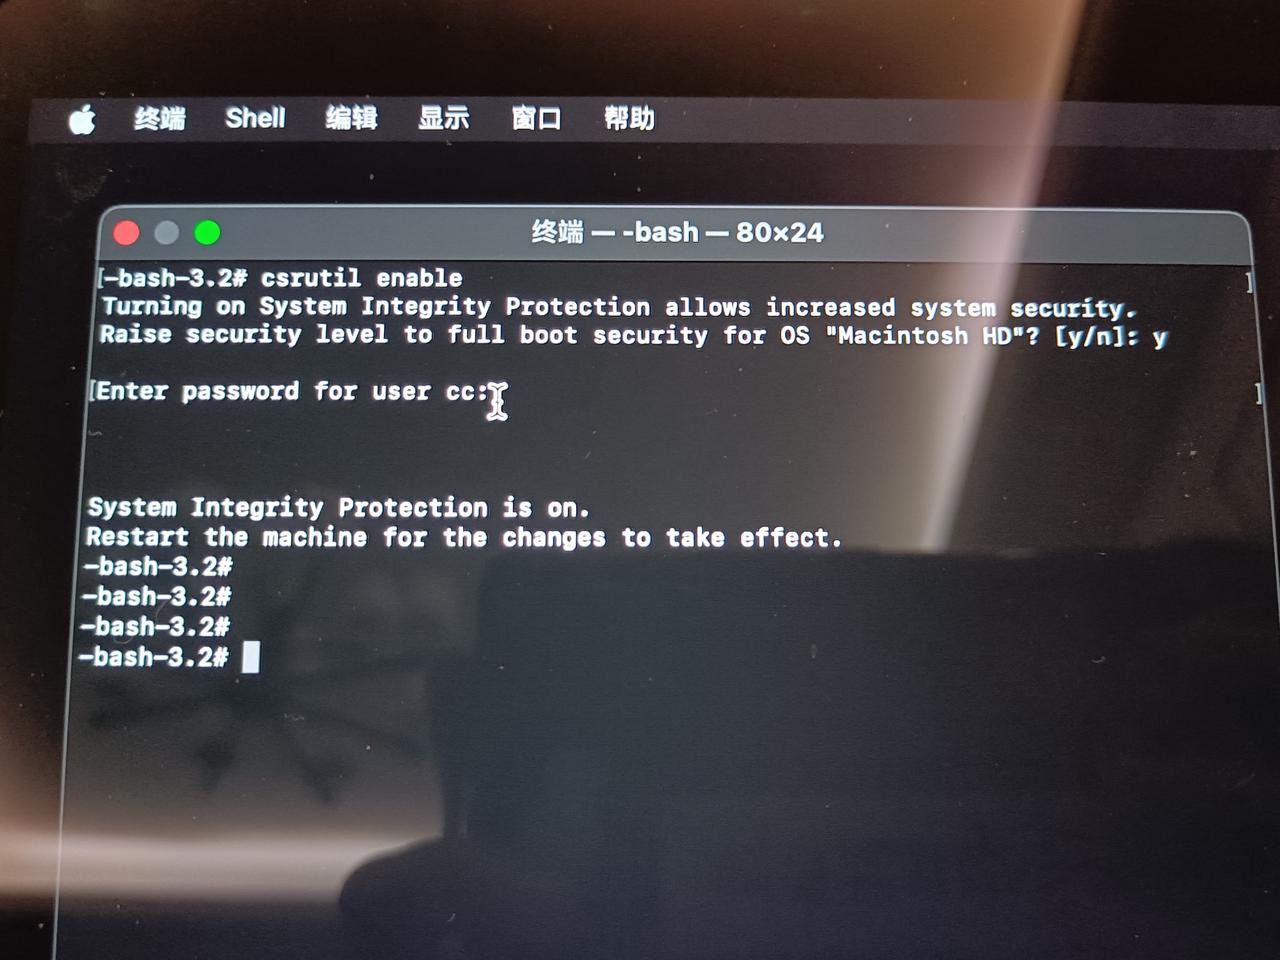 终端 Shell 编辑 显示 窗口 帮助
终端 — -bash — 80×24
[-bash-3.2# csrutil enable ]
Turning on System Integrity Protection allows increased system security.
Raise security level to full boot security for OS "Macintosh HD"? [y/n]: y
[Enter password for user cc: ]
System Integrity Protection is on.
Restart the machine for the changes to take effect.
-bash-3.2#
-bash-3.2#
-bash-3.2#
-bash-3.2#